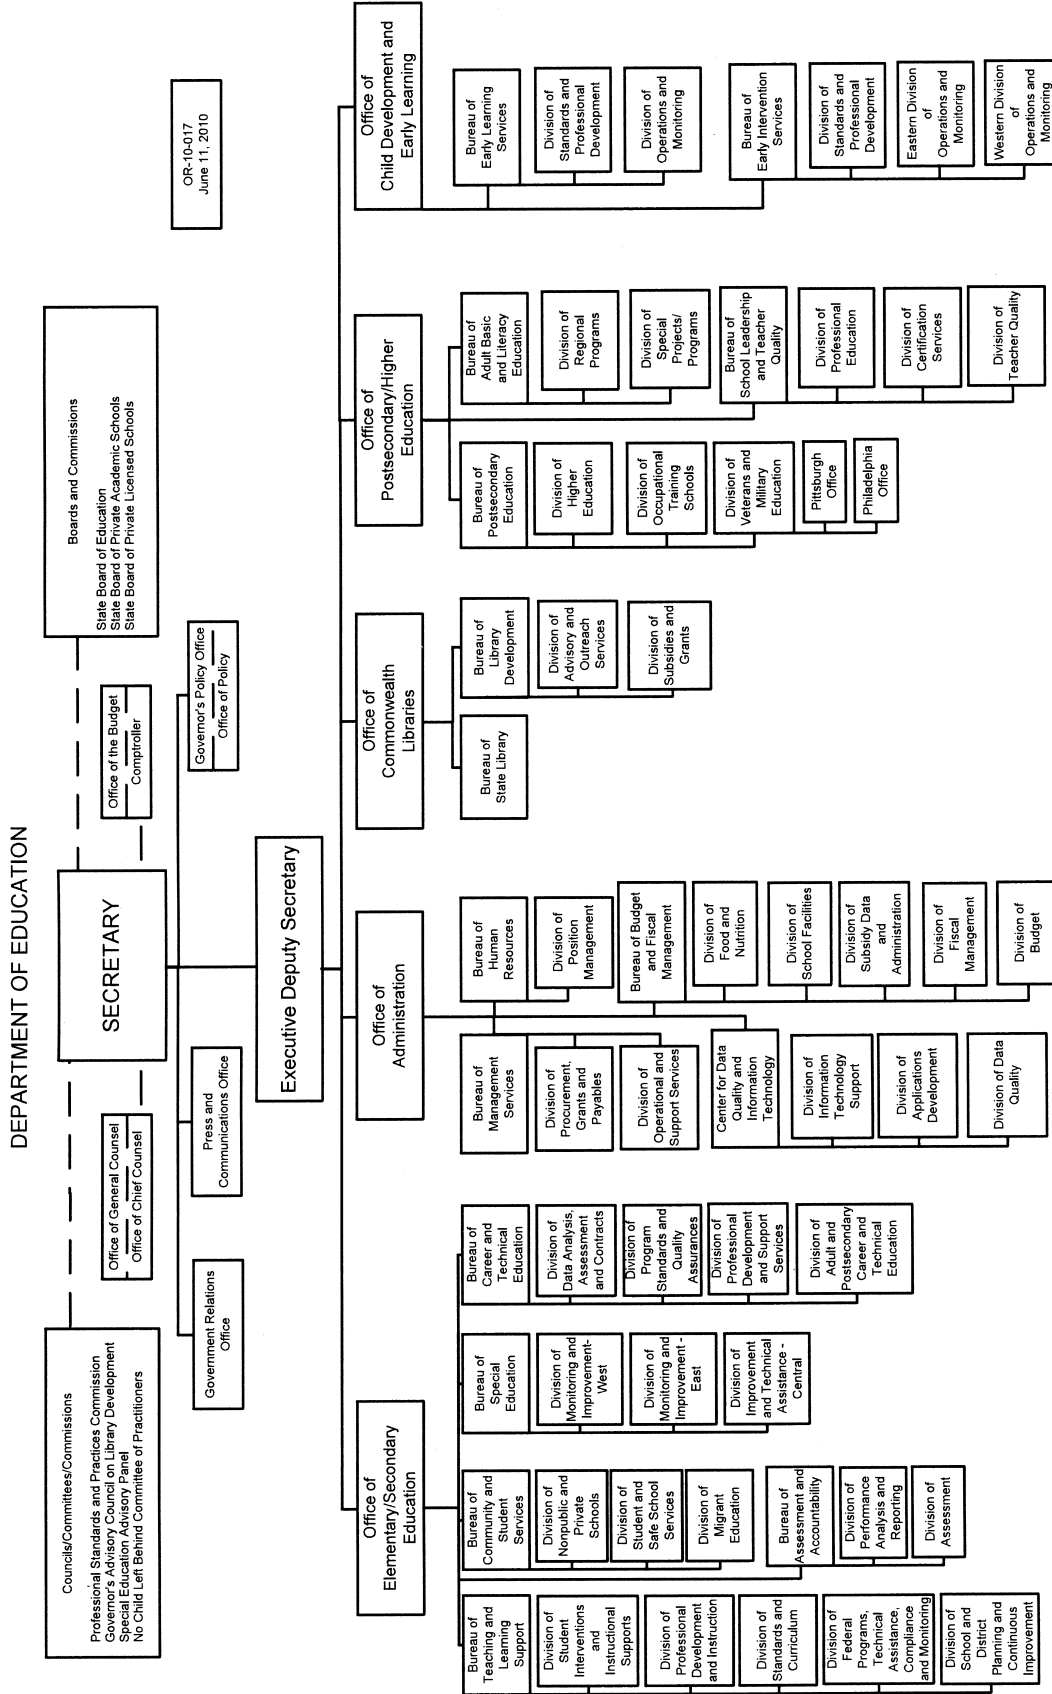 DEPARTMENT OF EDUCATION
OR-10-017
June 11, 2010
Councils/Committees/Commissions
Professional Standards and Practices Commission
Governor's Advisory Council on Library Development
Special Education Advisory Panel
No Child Left Behind Committee of Practitioners
SECRETARY
Boards and Commissions
State Board of Education
State Board of Private Academic Schools
State Board of Private Licensed Schools
Office of General Counsel
Office of Chief Counsel
Office of the Budget
Comptroller
Government Relations
Office
Press and
Communications Office
Governor's Policy Office
Office of Policy
Executive Deputy Secretary
Office of
Elementary/Secondary
Education
Bureau of
Teaching and
Learning
Support
Division of
Student
Interventions
and
Instructional
Supports
Division of
Professional
Development
and Instruction
Division of
Standards and
Curriculum
Division of
Federal
Programs,
Technical
Assistance,
Compliance
and Monitoring
Division of
School and
District
Planning and
Continuous
Improvement
Bureau of
Community and
Student
Services
Division of
Nonpublic and
Private
Schools
Division of
Student and
Safe School
Services
Division of
Migrant
Education
Bureau of
Assessment and
Accountability
Division of
Performance
Analysis and
Reporting
Division of
Assessment
Bureau of
Special
Education
Division of
Monitoring and
Improvement-
West
Division of
Monitoring and
Improvement -
East
Division of
Improvement
and Technical
Assistance -
Central
Bureau of
Career and
Technical
Education
Division of
Data Analysis,
Assessment
and Contracts
Division of
Program
Standards and
Quality
Assurances
Division of
Professional
Development
and Support
Services
Division of
Adult and
Postsecondary
Career and
Technical
Education
Office of
Administration
Bureau of
Management
Services
Division of
Procurement,
Grants and
Payables
Division of
Operational and
Support Services
Center for Data
Quality and
Information
Technology
Division of
Information
Technology
Support
Division of
Applications
Development
Division of Data
Quality
Bureau of
Human
Resources
Division of
Position
Management
Bureau of Budget
and Fiscal
Management
Division of
Food and
Nutrition
Division of
School Facilities
Division of
Subsidy Data
and
Administration
Division of
Fiscal
Management
Division of
Budget
Office of
Commonwealth
Libraries
Bureau of
State Library
Bureau of
Library
Development
Division of
Advisory and
Outreach
Services
Division of
Subsidies and
Grants
Office of
Postsecondary/Higher
Education
Bureau of
Postsecondary
Education
Division of
Higher
Education
Division of
Occupational
Training
Schools
Division of
Veterans and
Military
Education
Pittsburgh
Office
Philadelphia
Office
Bureau of
Adult Basic
and Literacy
Education
Division of
Regional
Programs
Division of
Special
Projects/
Programs
Bureau of
School Leadership
and Teacher
Quality
Division of
Professional
Education
Division of
Certification
Services
Division of
Teacher Quality
Office of
Child Development and
Early Learning
Bureau of
Early Learning
Services
Division of
Standards and
Professional
Development
Division of
Operations and
Monitoring
Bureau of
Early Intervention
Services
Division of
Standards and
Professional
Development
Eastern Division
of
Operations and
Monitoring
Western Division
of
Operations and
Monitoring